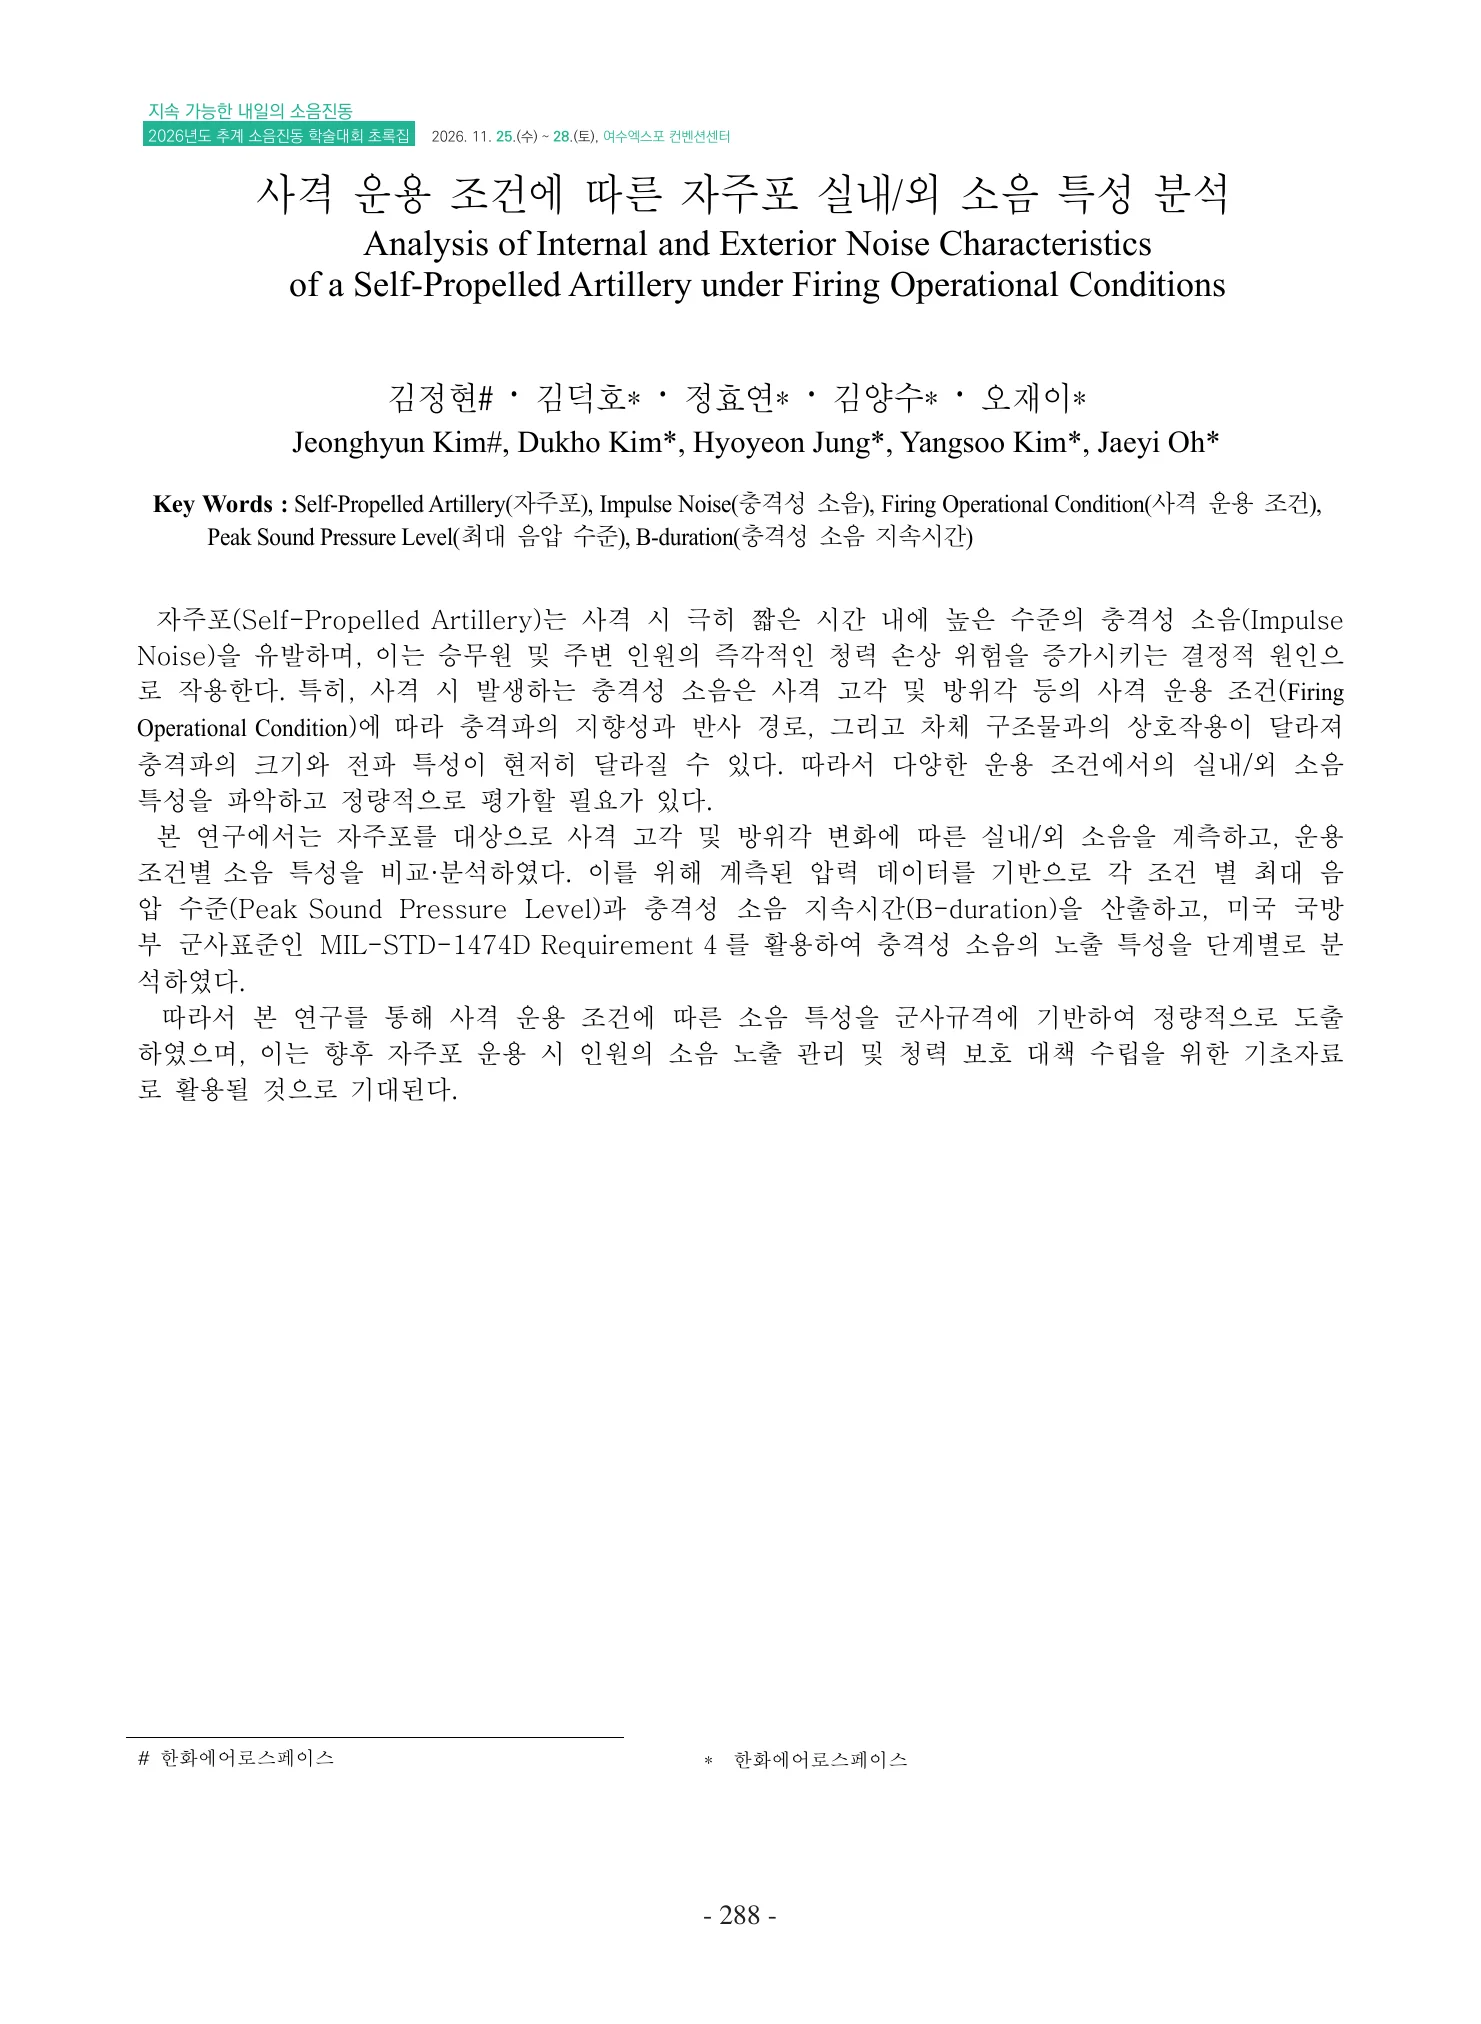 지속 가능한 내일의 소음진동
2026년도 추계 소음진동 학술대회 초록집 2026. 11. 25.(수) ~ 28.(토), 여수엑스포 컨벤션센터
사격 운용 조건에 따른 자주포 실내/외 소음 특성 분석
Analysis of Internal and Exterior Noise Characteristics
of a Self-Propelled Artillery under Firing Operational Conditions
김정현# · 김덕호* · 정효연* · 김양수* · 오재이*
Jeonghyun Kim#, Dukho Kim*, Hyoyeon Jung*, Yangsoo Kim*, Jaeyi Oh*
Key Words : Self-Propelled Artillery(자주포), Impulse Noise(충격성 소음), Firing Operational Condition(사격 운용 조건),
Peak Sound Pressure Level(최대 음압 수준), B-duration(충격성 소음 지속시간)
자주포(Self-Propelled Artillery)는 사격 시 극히 짧은 시간 내에 높은 수준의 충격성 소음(Impulse
Noise)을 유발하며, 이는 승무원 및 주변 인원의 즉각적인 청력 손상 위험을 증가시키는 결정적 원인으
로 작용한다. 특히, 사격 시 발생하는 충격성 소음은 사격 고각 및 방위각 등의 사격 운용 조건(Firing
Operational Condition)에 따라 충격파의 지향성과 반사 경로, 그리고 차체 구조물과의 상호작용이 달라져
충격파의 크기와 전파 특성이 현저히 달라질 수 있다. 따라서 다양한 운용 조건에서의 실내/외 소음
특성을 파악하고 정량적으로 평가할 필요가 있다.
본 연구에서는 자주포를 대상으로 사격 고각 및 방위각 변화에 따른 실내/외 소음을 계측하고, 운용
조건별 소음 특성을 비교·분석하였다. 이를 위해 계측된 압력 데이터를 기반으로 각 조건 별 최대 음
압 수준(Peak Sound Pressure Level)과 충격성 소음 지속시간(B-duration)을 산출하고, 미국 국방
부 군사표준인 MIL-STD-1474D Requirement 4를 활용하여 충격성 소음의 노출 특성을 단계별로 분
석하였다.
따라서 본 연구를 통해 사격 운용 조건에 따른 소음 특성을 군사규격에 기반하여 정량적으로 도출
하였으며, 이는 향후 자주포 운용 시 인원의 소음 노출 관리 및 청력 보호 대책 수립을 위한 기초자료
로 활용될 것으로 기대된다.
# 한화에어로스페이스
* 한화에어로스페이스
- 288 -